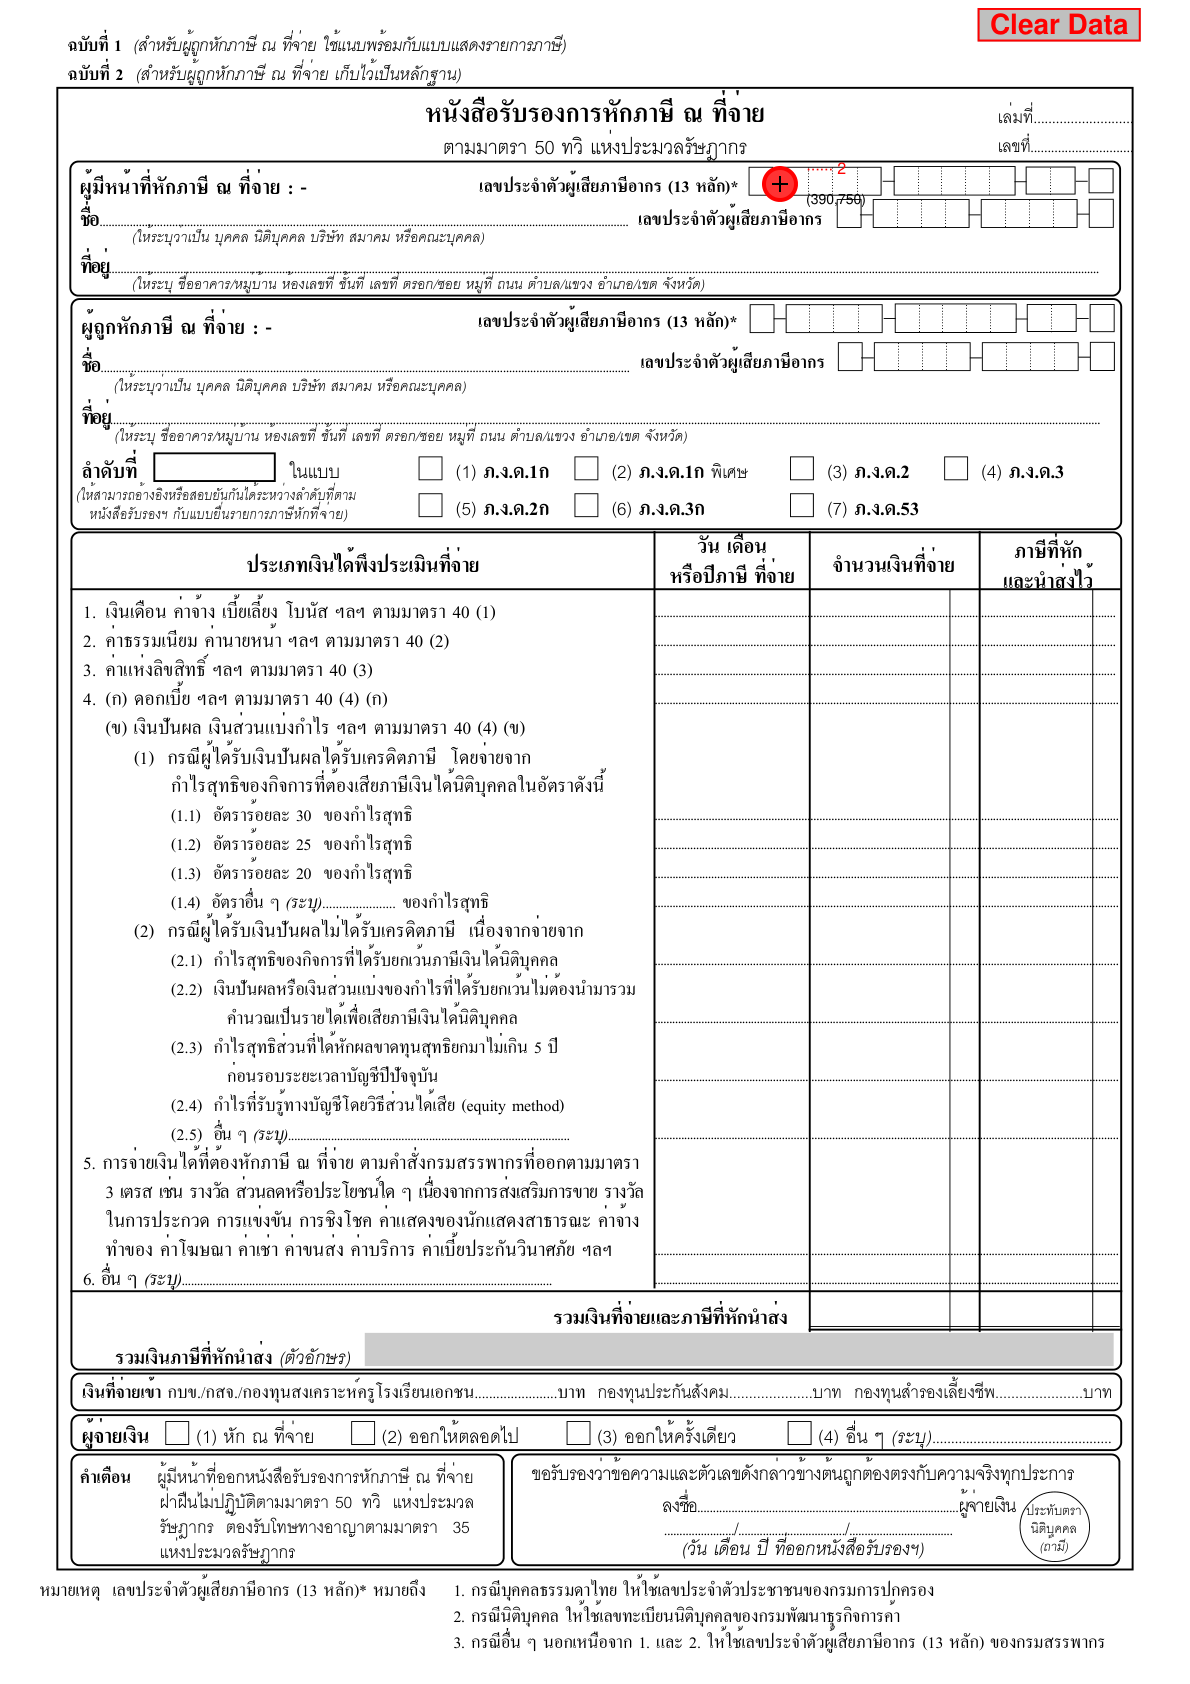 Clear Data
ฉบับที่ 1 (สำหรับผู้ถูกหักภาษี ณ ที่จ่าย ใช้แนบพร้อมกับแบบแสดงรายการภาษี)
ฉบับที่ 2 (สำหรับผู้ถูกหักภาษี ณ ที่จ่าย เก็บไว้เป็นหลักฐาน)
หนังสือรับรองการหักภาษี ณ ที่จ่าย
เล่มที่..........................
ตามมาตรา 50 ทวิ แห่งประมวลรัษฎากร
เลขที่..........................
ผู้มีหน้าที่หักภาษี ณ ที่จ่าย : -
เลขประจำตัวผู้เสียภาษีอากร (13 หลัก)*
2
(390,750)
ชื่อ.......................... เลขประจำตัวผู้เสียภาษีอากร
(ให้ระบุว่าเป็น บุคคล นิติบุคคล บริษัท สมาคม หรือคณะบุคคล)
ที่อยู่..........................
(ให้ระบุ ชื่ออาคาร/หมู่บ้าน ห้องเลขที่ ชั้นที่ เลขที่ ตรอก/ซอย หมู่ที่ ถนน ตำบล/แขวง อำเภอ/เขต จังหวัด)
ผู้ถูกหักภาษี ณ ที่จ่าย : -
เลขประจำตัวผู้เสียภาษีอากร (13 หลัก)*
ชื่อ.......................... เลขประจำตัวผู้เสียภาษีอากร
(ให้ระบุว่าเป็น บุคคล นิติบุคคล บริษัท สมาคม หรือคณะบุคคล)
ที่อยู่..........................
(ให้ระบุ ชื่ออาคาร/หมู่บ้าน ห้องเลขที่ ชั้นที่ เลขที่ ตรอก/ซอย หมู่ที่ ถนน ตำบล/แขวง อำเภอ/เขต จังหวัด)
ลำดับที่ ในแบบ (1) ภ.ง.ด.1ก (2) ภ.ง.ด.1ก พิเศษ (3) ภ.ง.ด.2 (4) ภ.ง.ด.3
(ให้สามารถอ้างอิงหรือสอบยันกันได้ระหว่างลำดับที่ตาม
หนังสือรับรองฯ กับแบบยื่นรายการภาษีหักที่จ่าย)
(5) ภ.ง.ด.2ก (6) ภ.ง.ด.3ก (7) ภ.ง.ด.53
ประเภทเงินได้พึงประเมินที่จ่าย
วัน เดือน
หรือปีภาษี ที่จ่าย
จำนวนเงินที่จ่าย
ภาษีที่หัก
และนำส่งไว้
1. เงินเดือน ค่าจ้าง เบี้ยเลี้ยง โบนัส ฯลฯ ตามมาตรา 40 (1)
2. ค่าธรรมเนียม ค่านายหน้า ฯลฯ ตามมาตรา 40 (2)
3. ค่าแห่งลิขสิทธิ์ ฯลฯ ตามมาตรา 40 (3)
4. (ก) ดอกเบี้ย ฯลฯ ตามมาตรา 40 (4) (ก)
(ข) เงินปันผล เงินส่วนแบ่งกำไร ฯลฯ ตามมาตรา 40 (4) (ข)
(1) กรณีผู้ได้รับเงินปันผลได้รับเครดิตภาษี โดยจ่ายจาก
กำไรสุทธิของกิจการที่ต้องเสียภาษีเงินได้นิติบุคคลในอัตราดังนี้
(1.1) อัตราร้อยละ 30 ของกำไรสุทธิ
(1.2) อัตราร้อยละ 25 ของกำไรสุทธิ
(1.3) อัตราร้อยละ 20 ของกำไรสุทธิ
(1.4) อัตราอื่น ๆ (ระบุ)...................... ของกำไรสุทธิ
(2) กรณีผู้ได้รับเงินปันผลไม่ได้รับเครดิตภาษี เนื่องจากจ่ายจาก
(2.1) กำไรสุทธิของกิจการที่ได้รับยกเว้นภาษีเงินได้นิติบุคคล
(2.2) เงินปันผลหรือเงินส่วนแบ่งของกำไรที่ได้รับยกเว้นไม่ต้องนำมารวม
คำนวณเป็นรายได้เพื่อเสียภาษีเงินได้นิติบุคคล
(2.3) กำไรสุทธิส่วนที่ได้หักผลขาดทุนสุทธิยกมาไม่เกิน 5 ปี
ก่อนรอบระยะเวลาบัญชีปีปัจจุบัน
(2.4) กำไรที่รับรู้ทางบัญชีโดยวิธีส่วนได้เสีย (equity method)
(2.5) อื่น ๆ (ระบุ)..........................
5. การจ่ายเงินได้ที่ต้องหักภาษี ณ ที่จ่าย ตามคำสั่งกรมสรรพากรที่ออกตามมาตรา
3 เตรส เช่น รางวัล ส่วนลดหรือประโยชน์ใด ๆ เนื่องจากการส่งเสริมการขาย รางวัล
ในการประกวด การแข่งขัน การชิงโชค ค่าแสดงของนักแสดงสาธารณะ ค่าจ้าง
ทำของ ค่าโฆษณา ค่าเช่า ค่าขนส่ง ค่าบริการ ค่าเบี้ยประกันวินาศภัย ฯลฯ
6. อื่น ๆ (ระบุ)..........................
รวมเงินที่จ่ายและภาษีที่หักนำส่ง
รวมเงินภาษีที่หักนำส่ง (ตัวอักษร)
เงินที่จ่ายเข้า กบข./กสจ./กองทุนสงเคราะห์ครูโรงเรียนเอกชน......................บาท กองทุนประกันสังคม......................บาท กองทุนสำรองเลี้ยงชีพ......................บาท
ผู้จ่ายเงิน (1) หัก ณ ที่จ่าย (2) ออกให้ตลอดไป (3) ออกให้ครั้งเดียว (4) อื่น ๆ (ระบุ)..........................
คำเตือน ผู้มีหน้าที่ออกหนังสือรับรองการหักภาษี ณ ที่จ่าย
ฝ่าฝืนไม่ปฏิบัติตามมาตรา 50 ทวิ แห่งประมวล
รัษฎากร ต้องรับโทษทางอาญาตามมาตรา 35
แห่งประมวลรัษฎากร
ขอรับรองว่าข้อความและตัวเลขดังกล่าวข้างต้นถูกต้องตรงกับความจริงทุกประการ
ลงชื่อ..........................ผู้จ่ายเงิน
................../........................../..........................
(วัน เดือน ปี ที่ออกหนังสือรับรองฯ)
ประทับตรา
นิติบุคคล
(ถ้ามี)
หมายเหตุ เลขประจำตัวผู้เสียภาษีอากร (13 หลัก)* หมายถึง 1. กรณีบุคคลธรรมดาไทย ให้ใช้เลขประจำตัวประชาชนของกรมการปกครอง
2. กรณีนิติบุคคล ให้ใช้เลขทะเบียนนิติบุคคลของกรมพัฒนาธุรกิจการค้า
3. กรณีอื่น ๆ นอกเหนือจาก 1. และ 2. ให้ใช้เลขประจำตัวผู้เสียภาษีอากร (13 หลัก) ของกรมสรรพากร